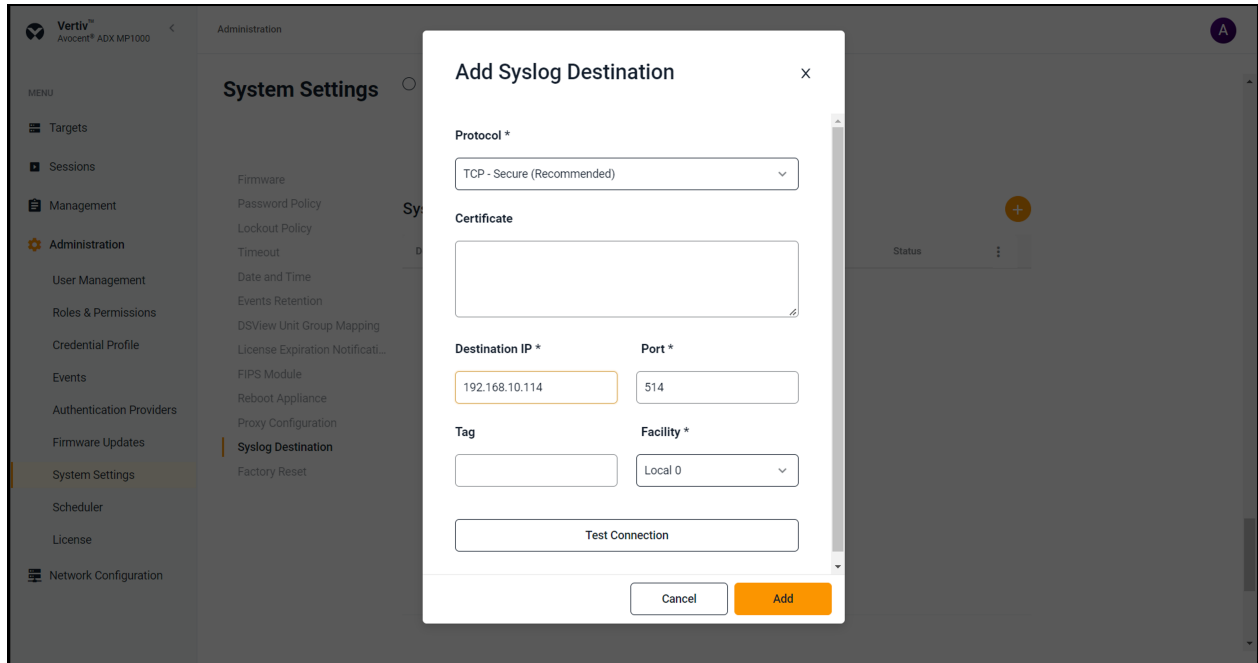 Vertiv™
Avocent® ADX MP1000
MENU
Targets
Sessions
Management
Administration
User Management
Roles & Permissions
Credential Profile
Events
Authentication Providers
Firmware Updates
System Settings
Scheduler
License
Network Configuration
Administration
A
System Settings
Firmware
Password Policy
Lockout Policy
Timeout
Date and Time
Events Retention
DSView Unit Group Mapping
License Expiration Notificati...
FIPS Module
Reboot Appliance
Proxy Configuration
Syslog Destination
Factory Reset
Sys
D
Status
Add Syslog Destination
X
Protocol *
TCP - Secure (Recommended)
Certificate
Destination IP * Port *
192.168.10.114 514
Tag Facility *
Local 0
Test Connection
Cancel Add